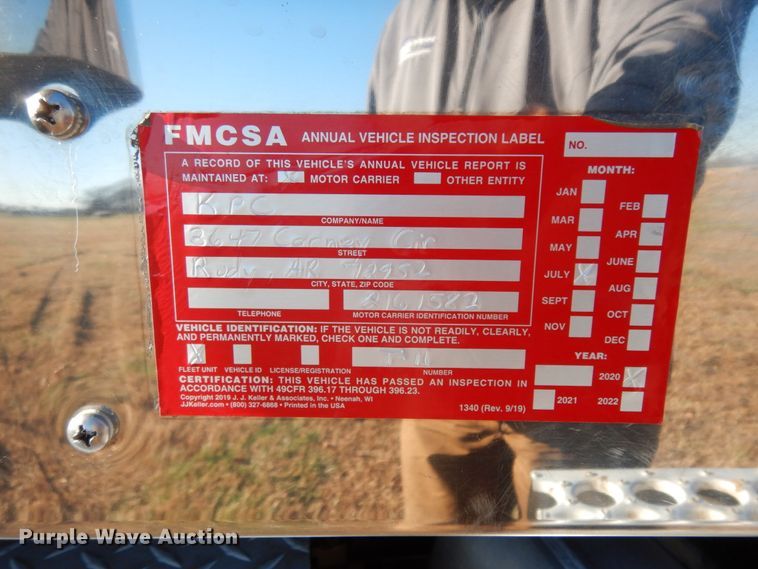 FMCSA ANNUAL VEHICLE INSPECTION LABEL
NO.
A RECORD OF THIS VEHICLE'S ANNUAL VEHICLE REPORT IS
MAINTAINED AT: X MOTOR CARRIER OTHER ENTITY
KPC
COMPANY/NAME
3647 Carney Cir
STREET
Rudy, AR 72952
CITY, STATE, ZIP CODE
2161582
TELEPHONE MOTOR CARRIER IDENTIFICATION NUMBER
VEHICLE IDENTIFICATION: IF THE VEHICLE IS NOT READILY, CLEARLY,
AND PERMANENTLY MARKED, CHECK ONE AND COMPLETE.
X
FLEET UNIT VEHICLE ID LICENSE/REGISTRATION NUMBER
CERTIFICATION: THIS VEHICLE HAS PASSED AN INSPECTION IN
ACCORDANCE WITH 49CFR 396.17 THROUGH 396.23.
Copyright 2019 J. J. Keller & Associates, Inc. • Neenah, WI
JJKeller.com • (800) 327-6868 • Printed in the USA
1340 (Rev. 9/19)
MONTH:
JAN FEB
MAR APR
MAY JUNE
JULY X AUG
SEPT OCT
NOV DEC
YEAR:
2020 X
2021 2022
Purple Wave Auction